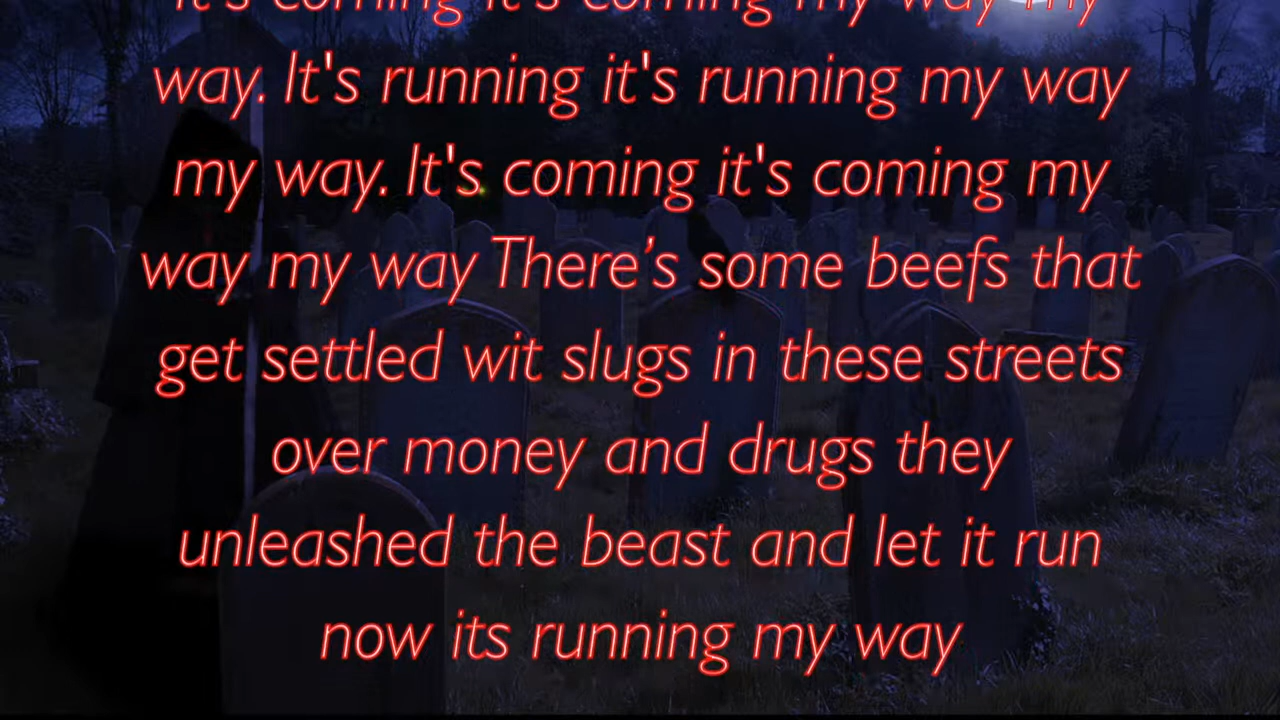 It's coming it's coming my way my
way. It's running it's running my way
my way. It's coming it's coming my
way my way There’s some beefs that
get settled wit slugs in these streets
over money and drugs they
unleashed the beast and let it run
now its running my way